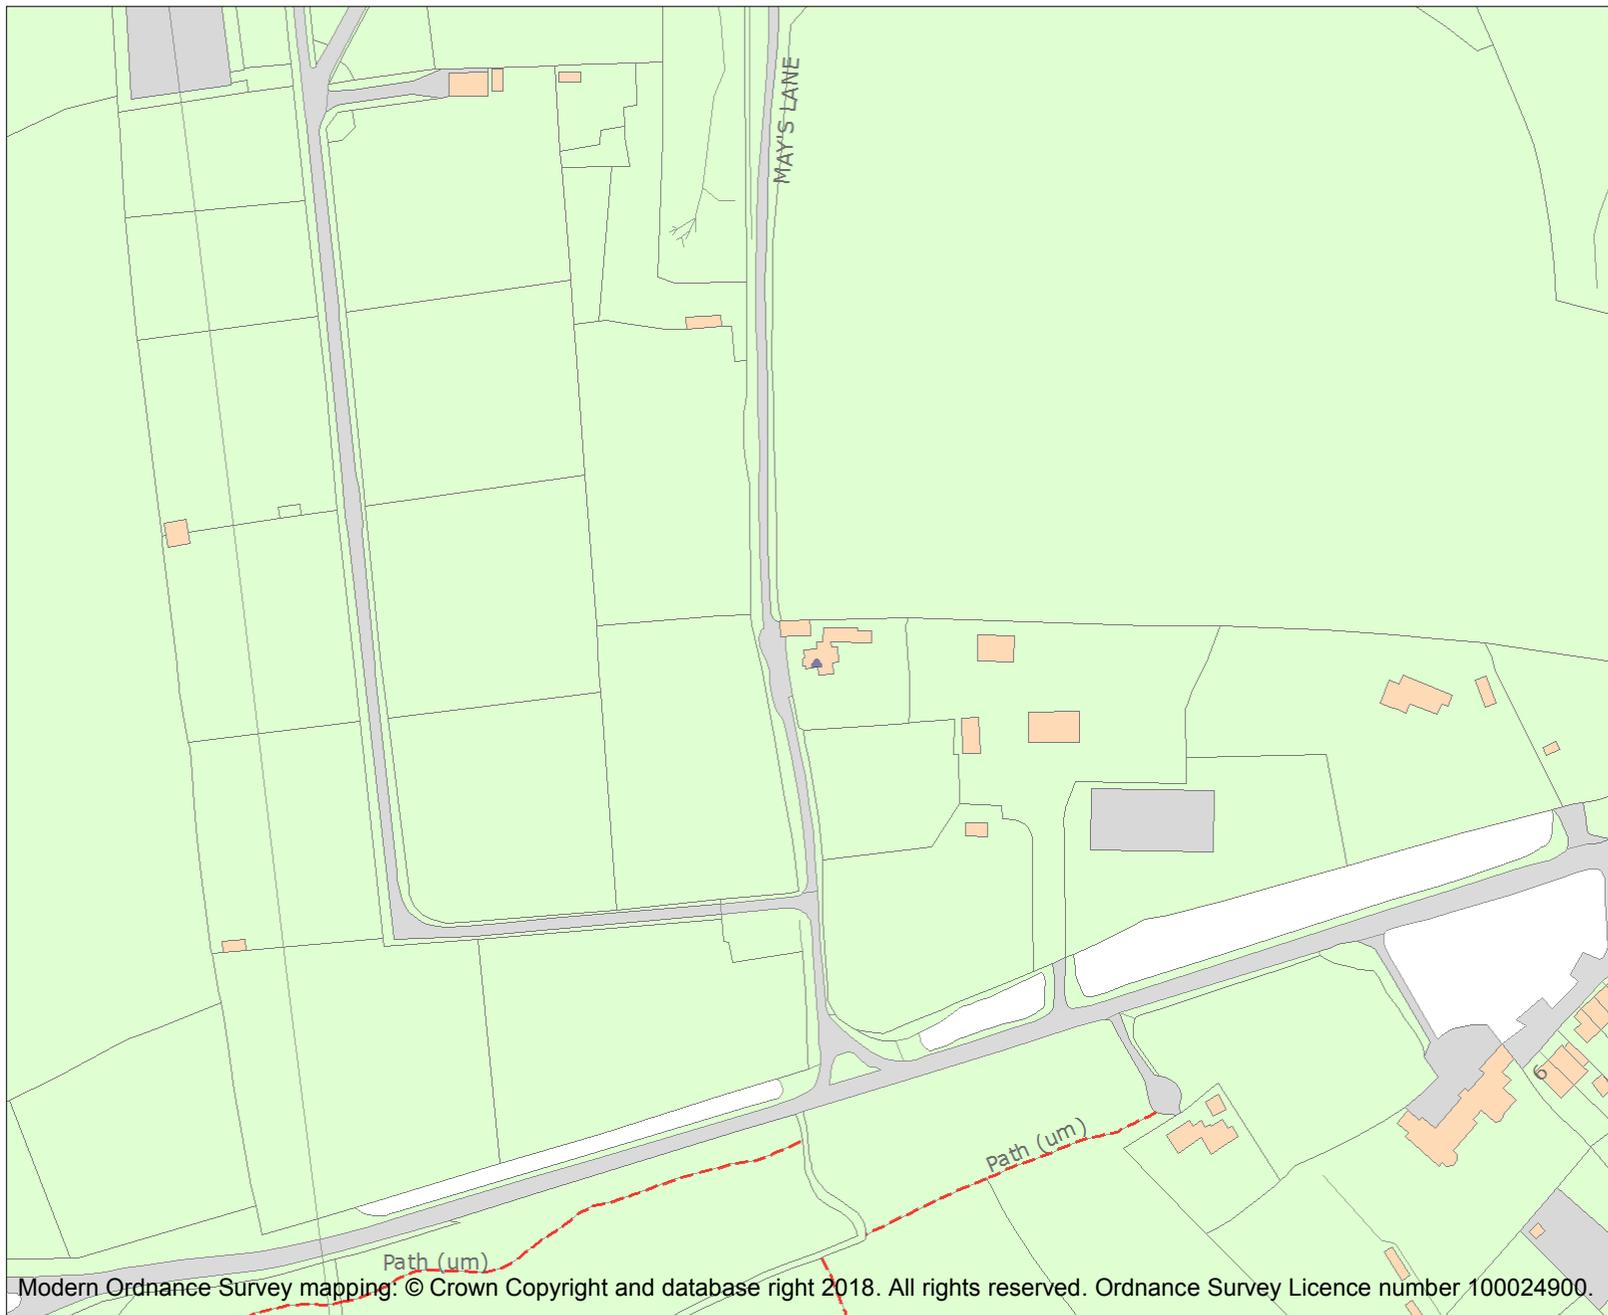 MAY'S LANE
6
Path (um)
Path (um)
Modern Ordnance Survey mapping: © Crown Copyright and database right 2018. All rights reserved. Ordnance Survey Licence number 100024900.